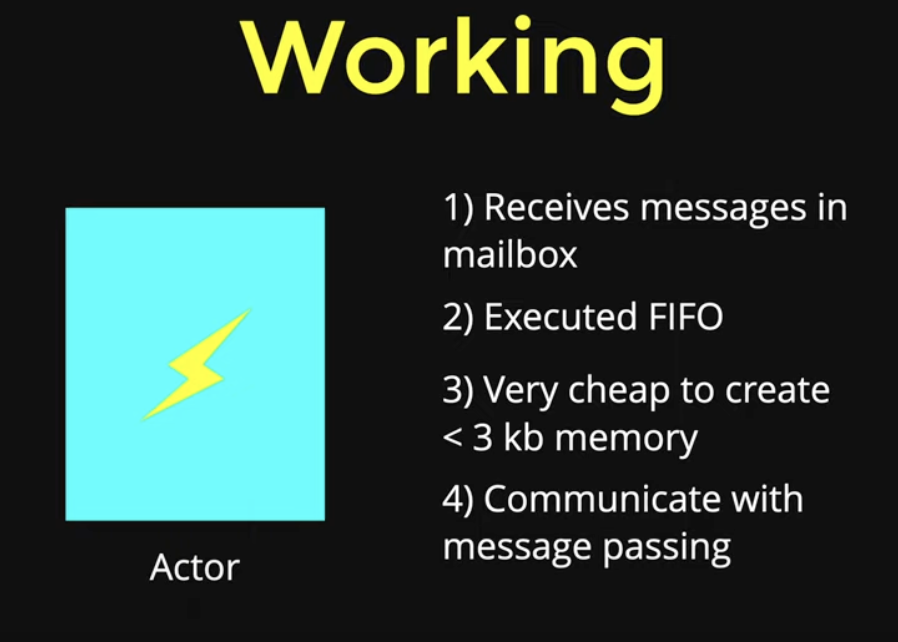 Working
1) Receives messages in
mailbox
2) Executed FIFO
3) Very cheap to create
< 3 kb memory
4) Communicate with
message passing
Actor